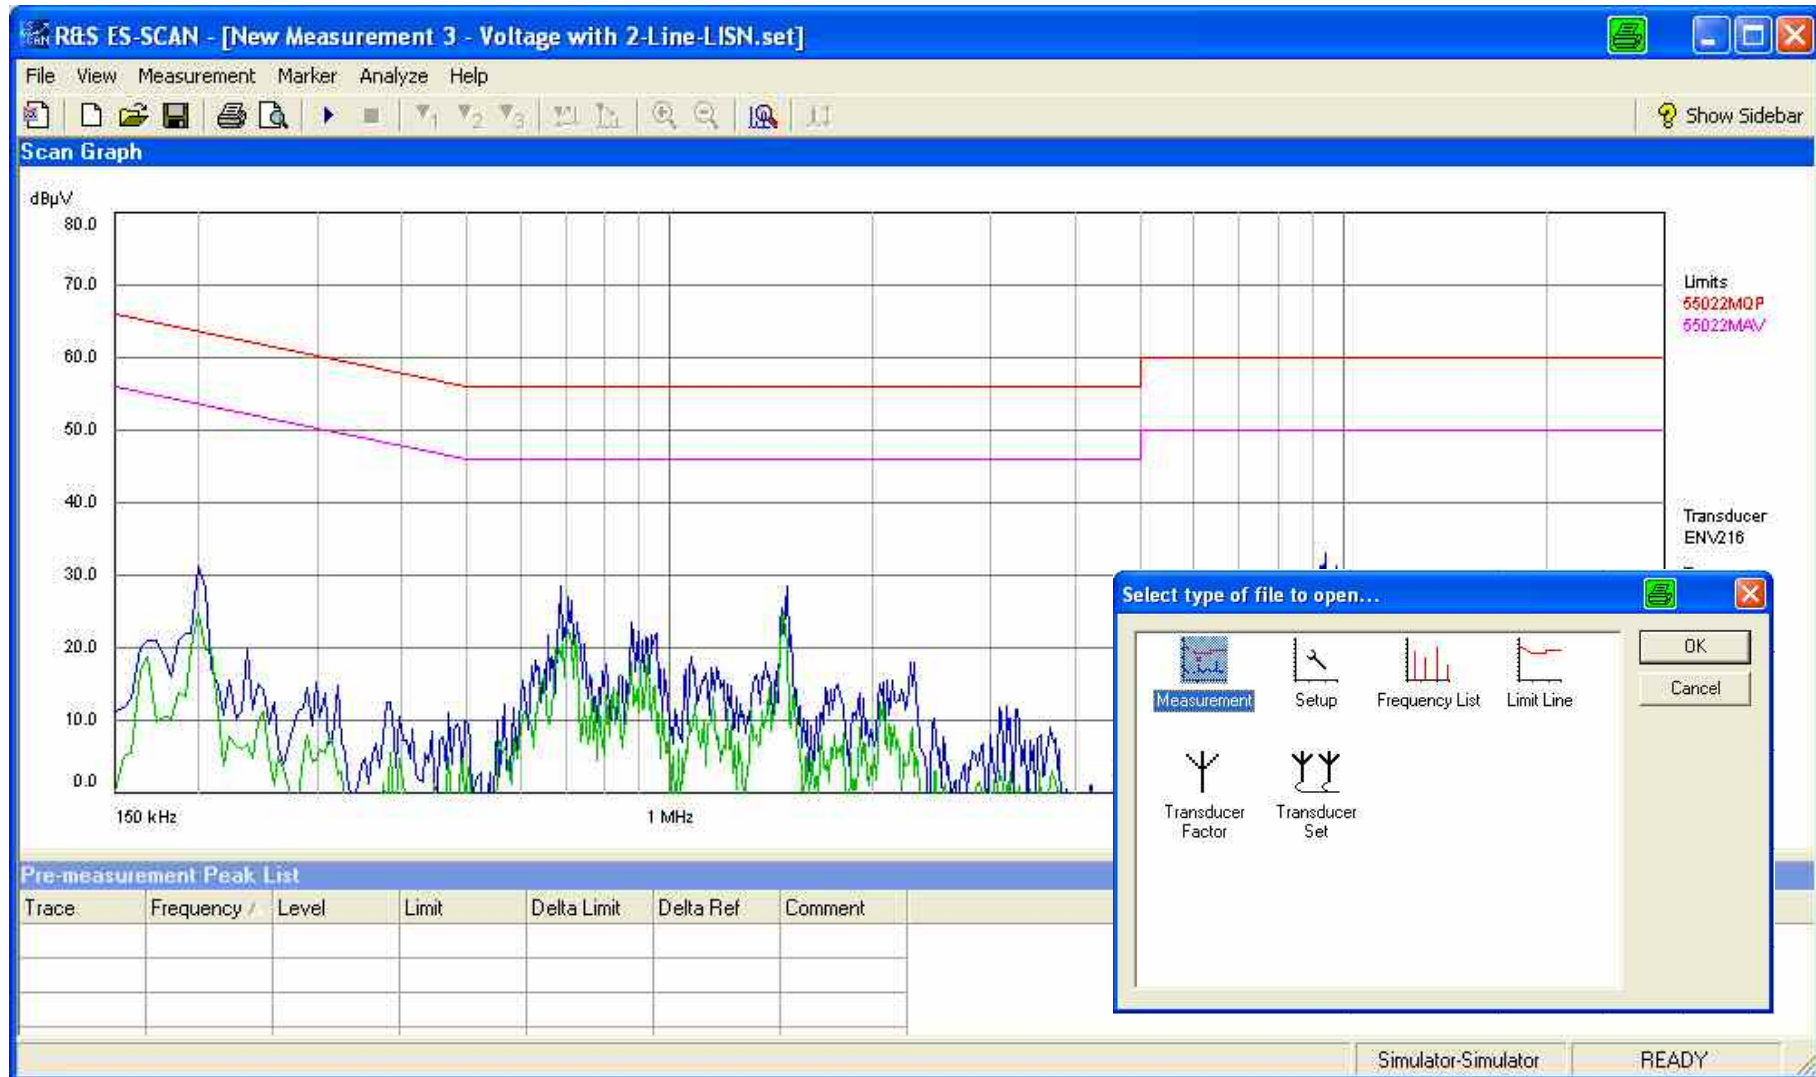 R&S ES-SCAN - [New Measurement 3 - Voltage with 2-Line-LISN.set]
File View Measurement Marker Analyze Help
Show Sidebar
Scan Graph
dBµV
80.0
70.0
60.0
50.0
40.0
30.0
20.0
10.0
0.0
150 kHz
1 MHz
Limits
55022MQP
55022MAV
Transducer
ENV216
Select type of file to open...
Measurement
Setup
Frequency List
Limit Line
Transducer Factor
Transducer Set
OK
Cancel
Pre-measurement Peak List
Trace Frequency Level Limit Delta Limit Delta Ref Comment
Simulator-Simulator
READY